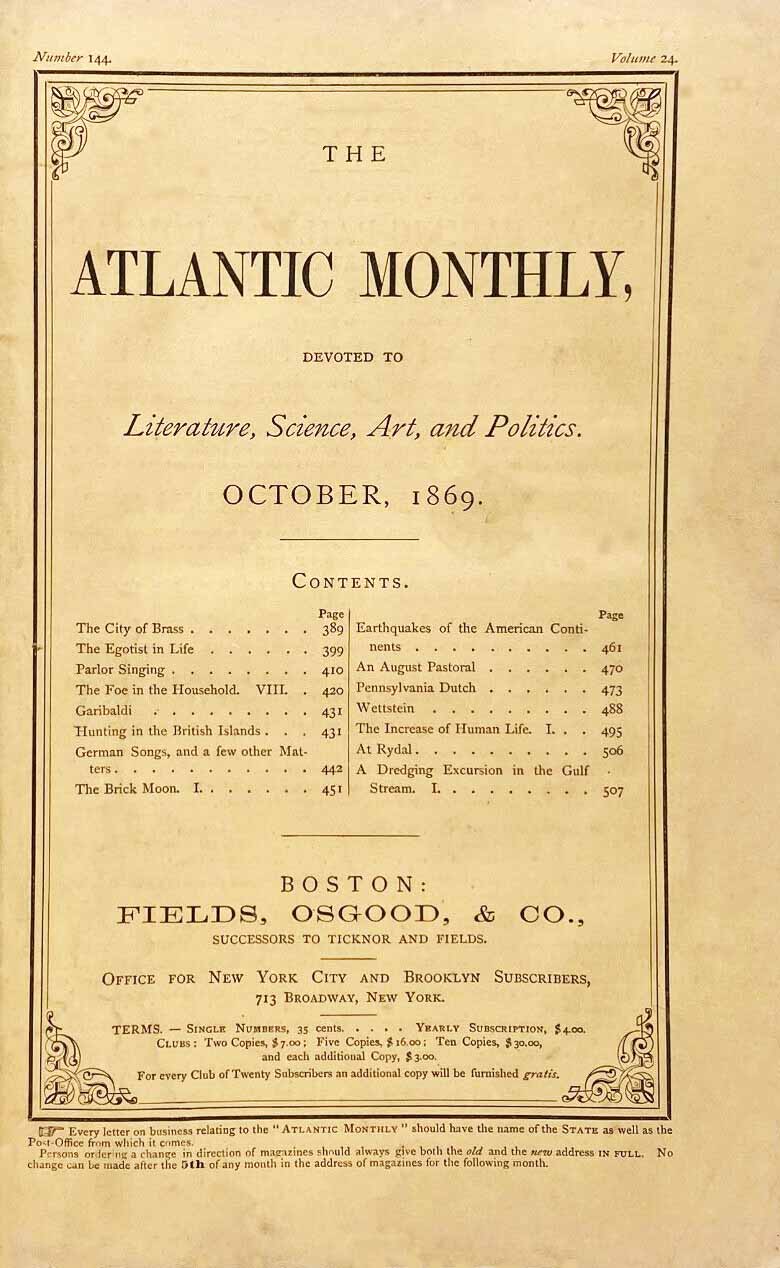 Number 144. Volume 24.
THE
ATLANTIC MONTHLY,
DEVOTED TO
Literature, Science, Art, and Politics.
OCTOBER, 1869.
CONTENTS.
Page
The City of Brass . . . . . . . 389
The Egotist in Life . . . . . . 399
Parlor Singing . . . . . . . . 410
The Foe in the Household. VIII. . 420
Garibaldi . . . . . . . . . 431
Hunting in the British Islands . . . 431
German Songs, and a few other Mat-
ters . . . . . . . . . . . 442
The Brick Moon. I. . . . . . . 451
Page
Earthquakes of the American Conti-
nents . . . . . . . . . . 461
An August Pastoral . . . . . . 470
Pennsylvania Dutch . . . . . . 473
Wettstein . . . . . . . . . 488
The Increase of Human Life. I. . . 495
At Rydal . . . . . . . . . . 506
A Dredging Excursion in the Gulf
Stream. I. . . . . . . . . . 507
BOSTON:
FIELDS, OSGOOD, & CO.,
SUCCESSORS TO TICKNOR AND FIELDS.
OFFICE FOR NEW YORK CITY AND BROOKLYN SUBSCRIBERS,
713 BROADWAY, NEW YORK.
TERMS. — SINGLE NUMBERS, 35 cents. . . . . YEARLY SUBSCRIPTION, $4.00.
CLUBS: Two Copies, $7.00; Five Copies, $16.00; Ten Copies, $30.00,
and each additional Copy, $3.00.
For every Club of Twenty Subscribers an additional copy will be furnished gratis.
☞ Every letter on business relating to the "ATLANTIC MONTHLY" should have the name of the STATE as well as the
Post-Office from which it comes.
Persons ordering a change in direction of magazines should always give both the old and the new address IN FULL. No
change can be made after the 5th of any month in the address of magazines for the following month.